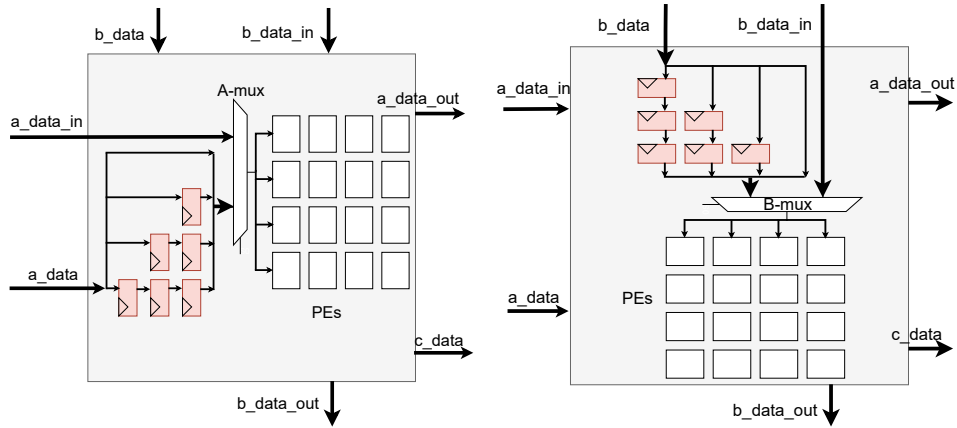 b_data
b_data_in
A-mux
a_data_out
a_data_in
a_data
PEs
c_data
b_data_out
b_data
b_data_in
a_data_in
a_data_out
B-mux
a_data
PEs
c_data
b_data_out